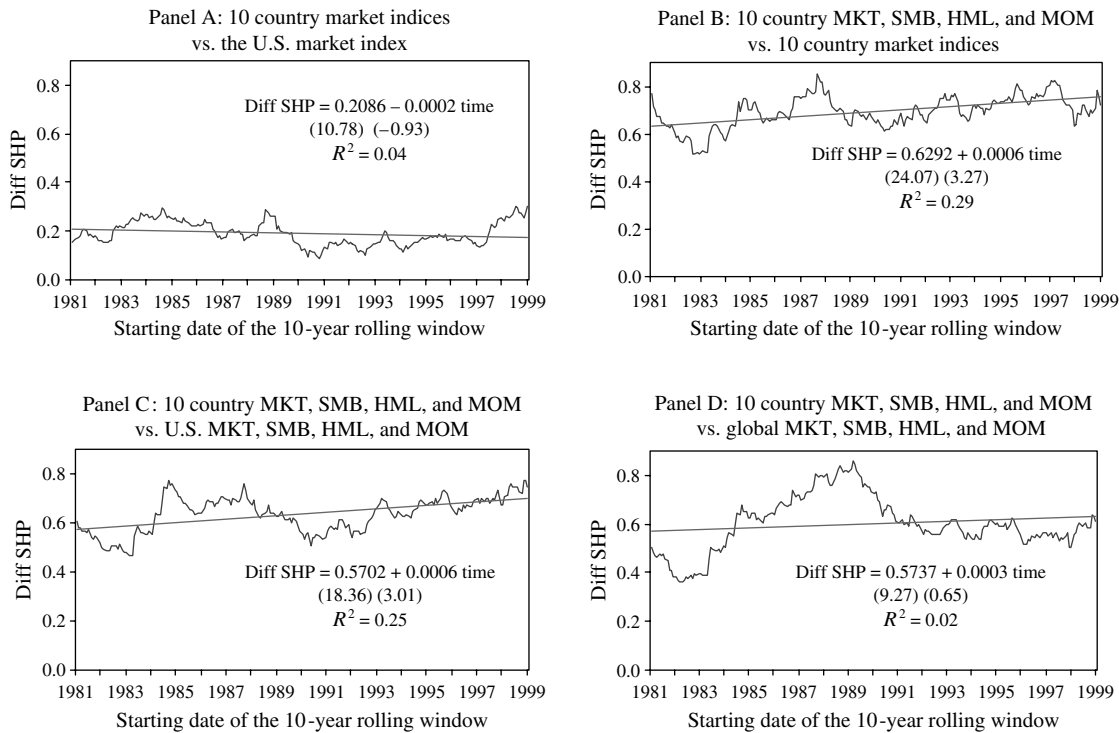 Panel A: 10 country market indices
vs. the U.S. market index
Diff SHP
0.8
0.6
0.4
0.2
0.0
Diff SHP = 0.2086 – 0.0002 time
(10.78) (–0.93)
R² = 0.04
1981 1983 1985 1987 1989 1991 1993 1995 1997 1999
Starting date of the 10-year rolling window
Panel B: 10 country MKT, SMB, HML, and MOM
vs. 10 country market indices
Diff SHP
0.8
0.6
0.4
0.2
0.0
Diff SHP = 0.6292 + 0.0006 time
(24.07) (3.27)
R² = 0.29
1981 1983 1985 1987 1989 1991 1993 1995 1997 1999
Starting date of the 10-year rolling window
Panel C: 10 country MKT, SMB, HML, and MOM
vs. U.S. MKT, SMB, HML, and MOM
Diff SHP
0.8
0.6
0.4
0.2
0.0
Diff SHP = 0.5702 + 0.0006 time
(18.36) (3.01)
R² = 0.25
1981 1983 1985 1987 1989 1991 1993 1995 1997 1999
Starting date of the 10-year rolling window
Panel D: 10 country MKT, SMB, HML, and MOM
vs. global MKT, SMB, HML, and MOM
Diff SHP
0.8
0.6
0.4
0.2
0.0
Diff SHP = 0.5737 + 0.0003 time
(9.27) (0.65)
R² = 0.02
1981 1983 1985 1987 1989 1991 1993 1995 1997 1999
Starting date of the 10-year rolling window